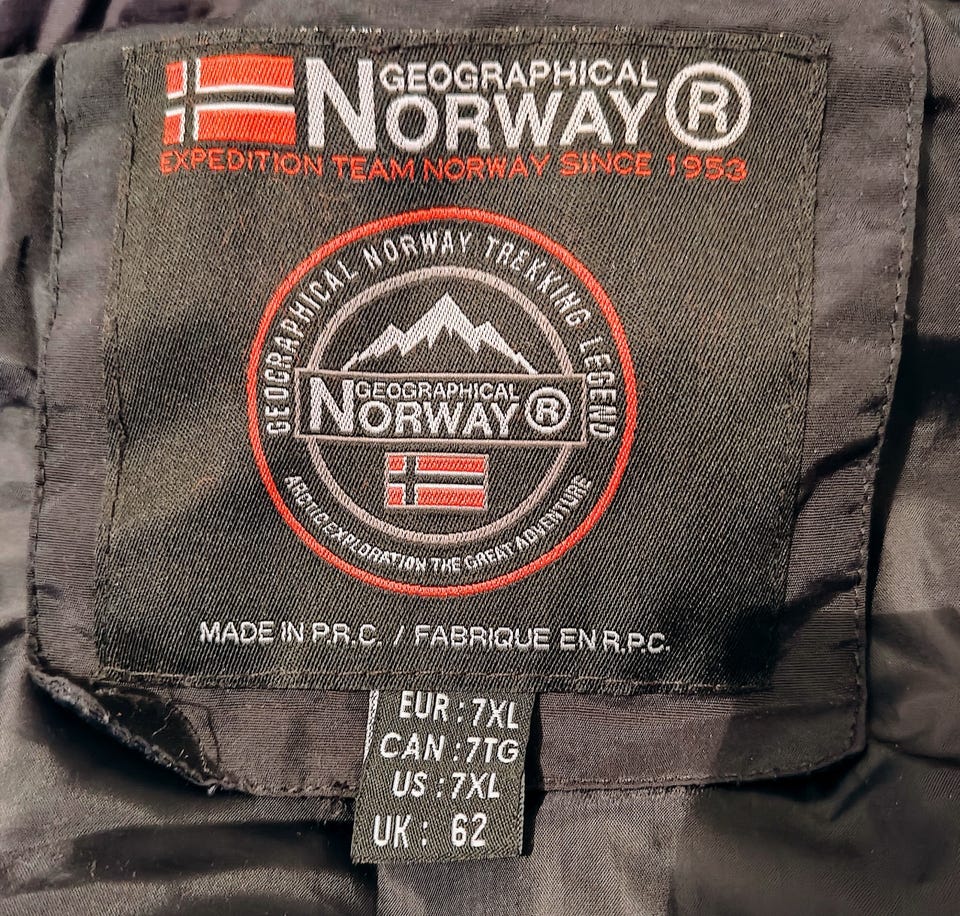 GEOGRAPHICAL
NORWAY ®
EXPEDITION TEAM NORWAY SINCE 1953
GEOGRAPHICAL NORWAY TREKKING LEGEND
GEOGRAPHICAL
NORWAY ®
ARCTIC EXPLORATION THE GREAT ADVENTURE
MADE IN P.R.C. / FABRIQUE EN R.P.C.
EUR : 7XL
CAN : 7TG
US : 7XL
UK : 62